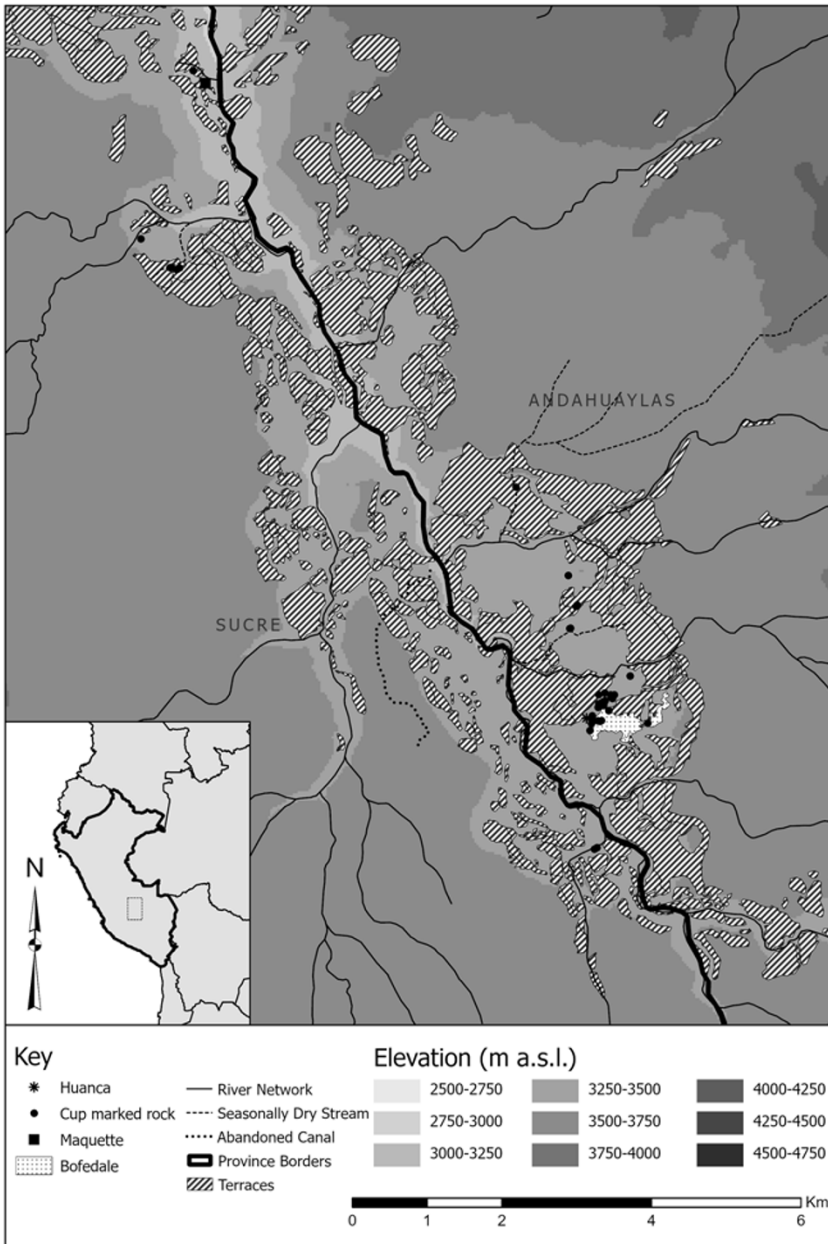 ANDAHUAYLAS
SUCRE
N
Key
Huanca
Cup marked rock
Maquette
Bofedale
River Network
Seasonally Dry Stream
Abandoned Canal
Province Borders
Terraces
Elevation (m a.s.l.)
2500-2750
2750-3000
3000-3250
3250-3500
3500-3750
3750-4000
4000-4250
4250-4500
4500-4750
Km
0 1 2 4 6